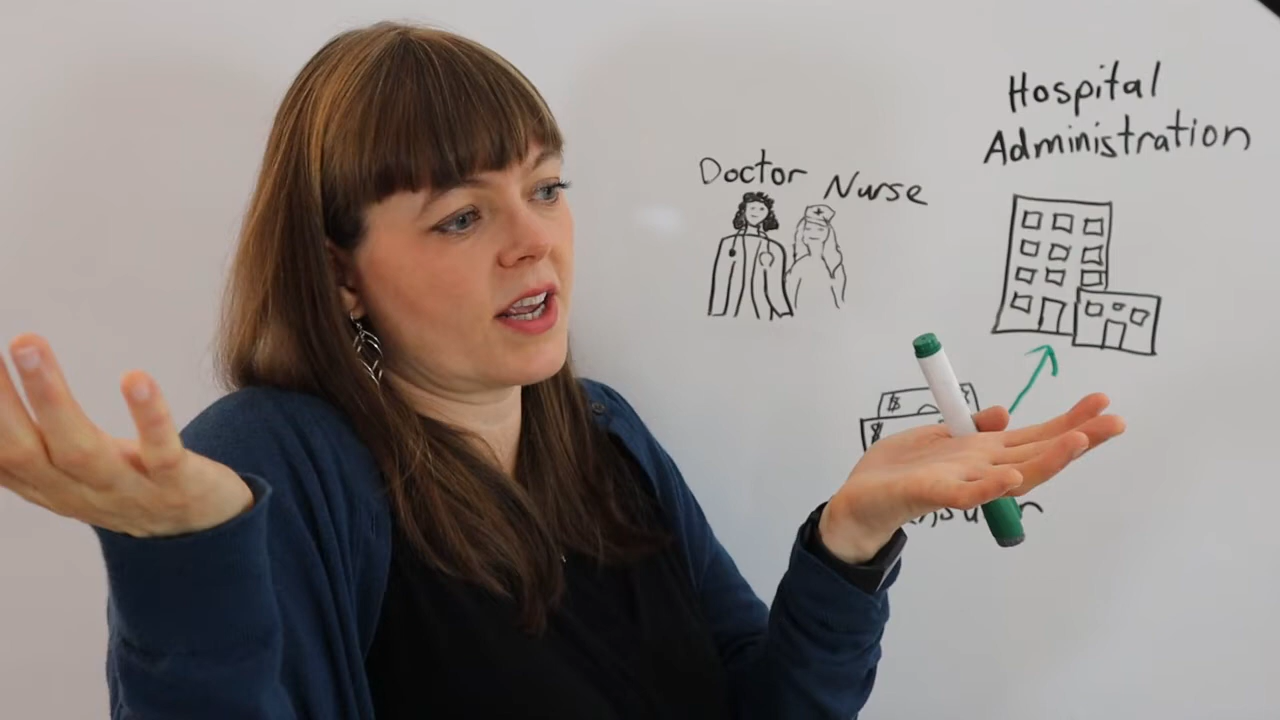 Hospital
Administration
Doctor Nurse
$
$